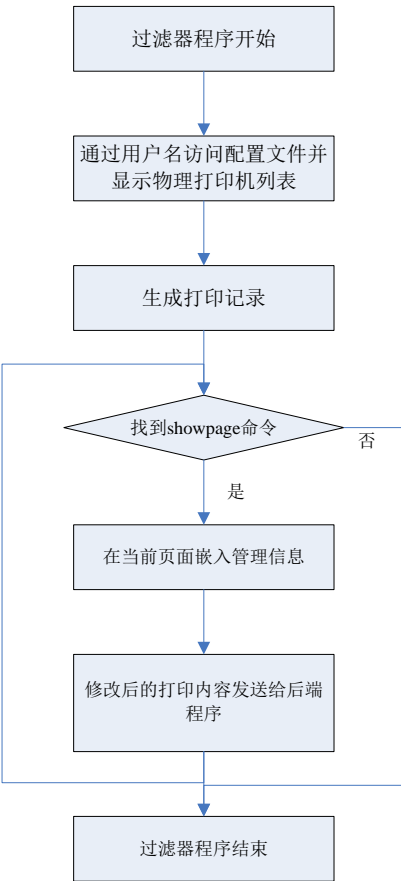 过滤器程序开始
通过用户名访问配置文件并
显示物理打印机列表
生成打印记录
找到showpage命令
否
是
在当前页面嵌入管理信息
修改后的打印内容发送给后端
程序
过滤器程序结束